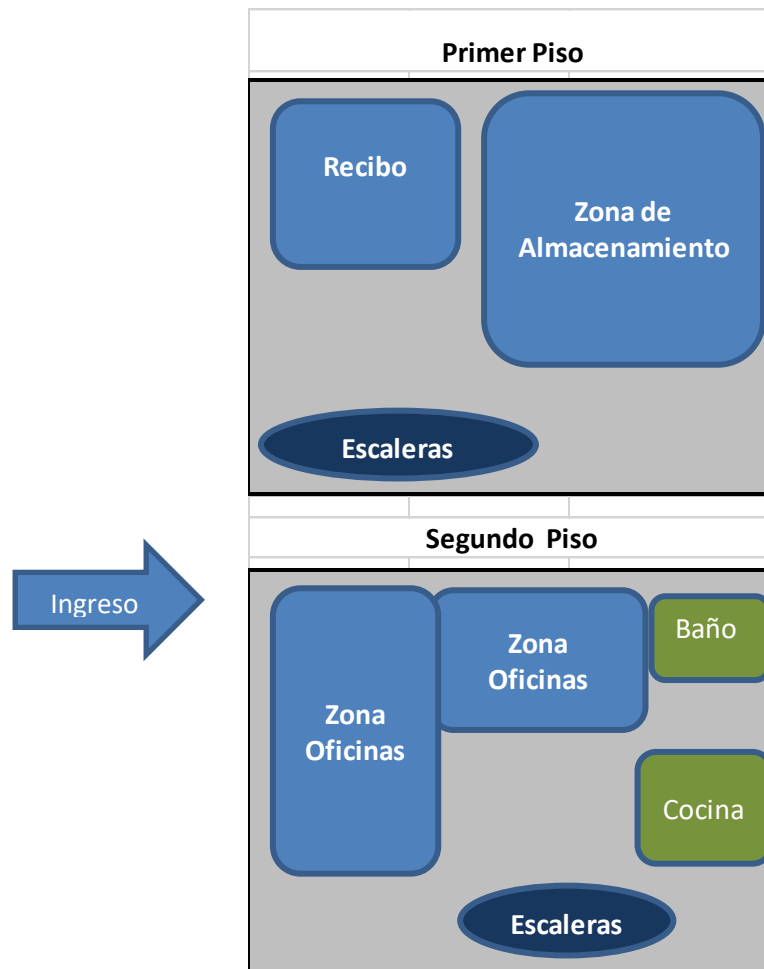 Primer Piso
Recibo
Zona de
Almacenamiento
Escaleras
Segundo  Piso
Ingreso
Zona
Oficinas
Zona
Oficinas
Baño
Cocina
Escaleras